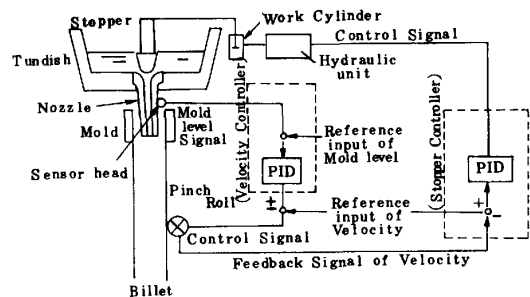 Stopper
Work Cylinder
Control Signal
Tundish
Hydraulic
unit
Nozzle
Mold
Mold
level
Signal
(Velocity Controller)
Reference
input of
Mold level
(Stopper Controller)
Sensor head
PID
PID
Pinch
Roll
±
Reference
input of
Velocity
+
-
Control Signal
Feedback Signal of Velocity
Billet